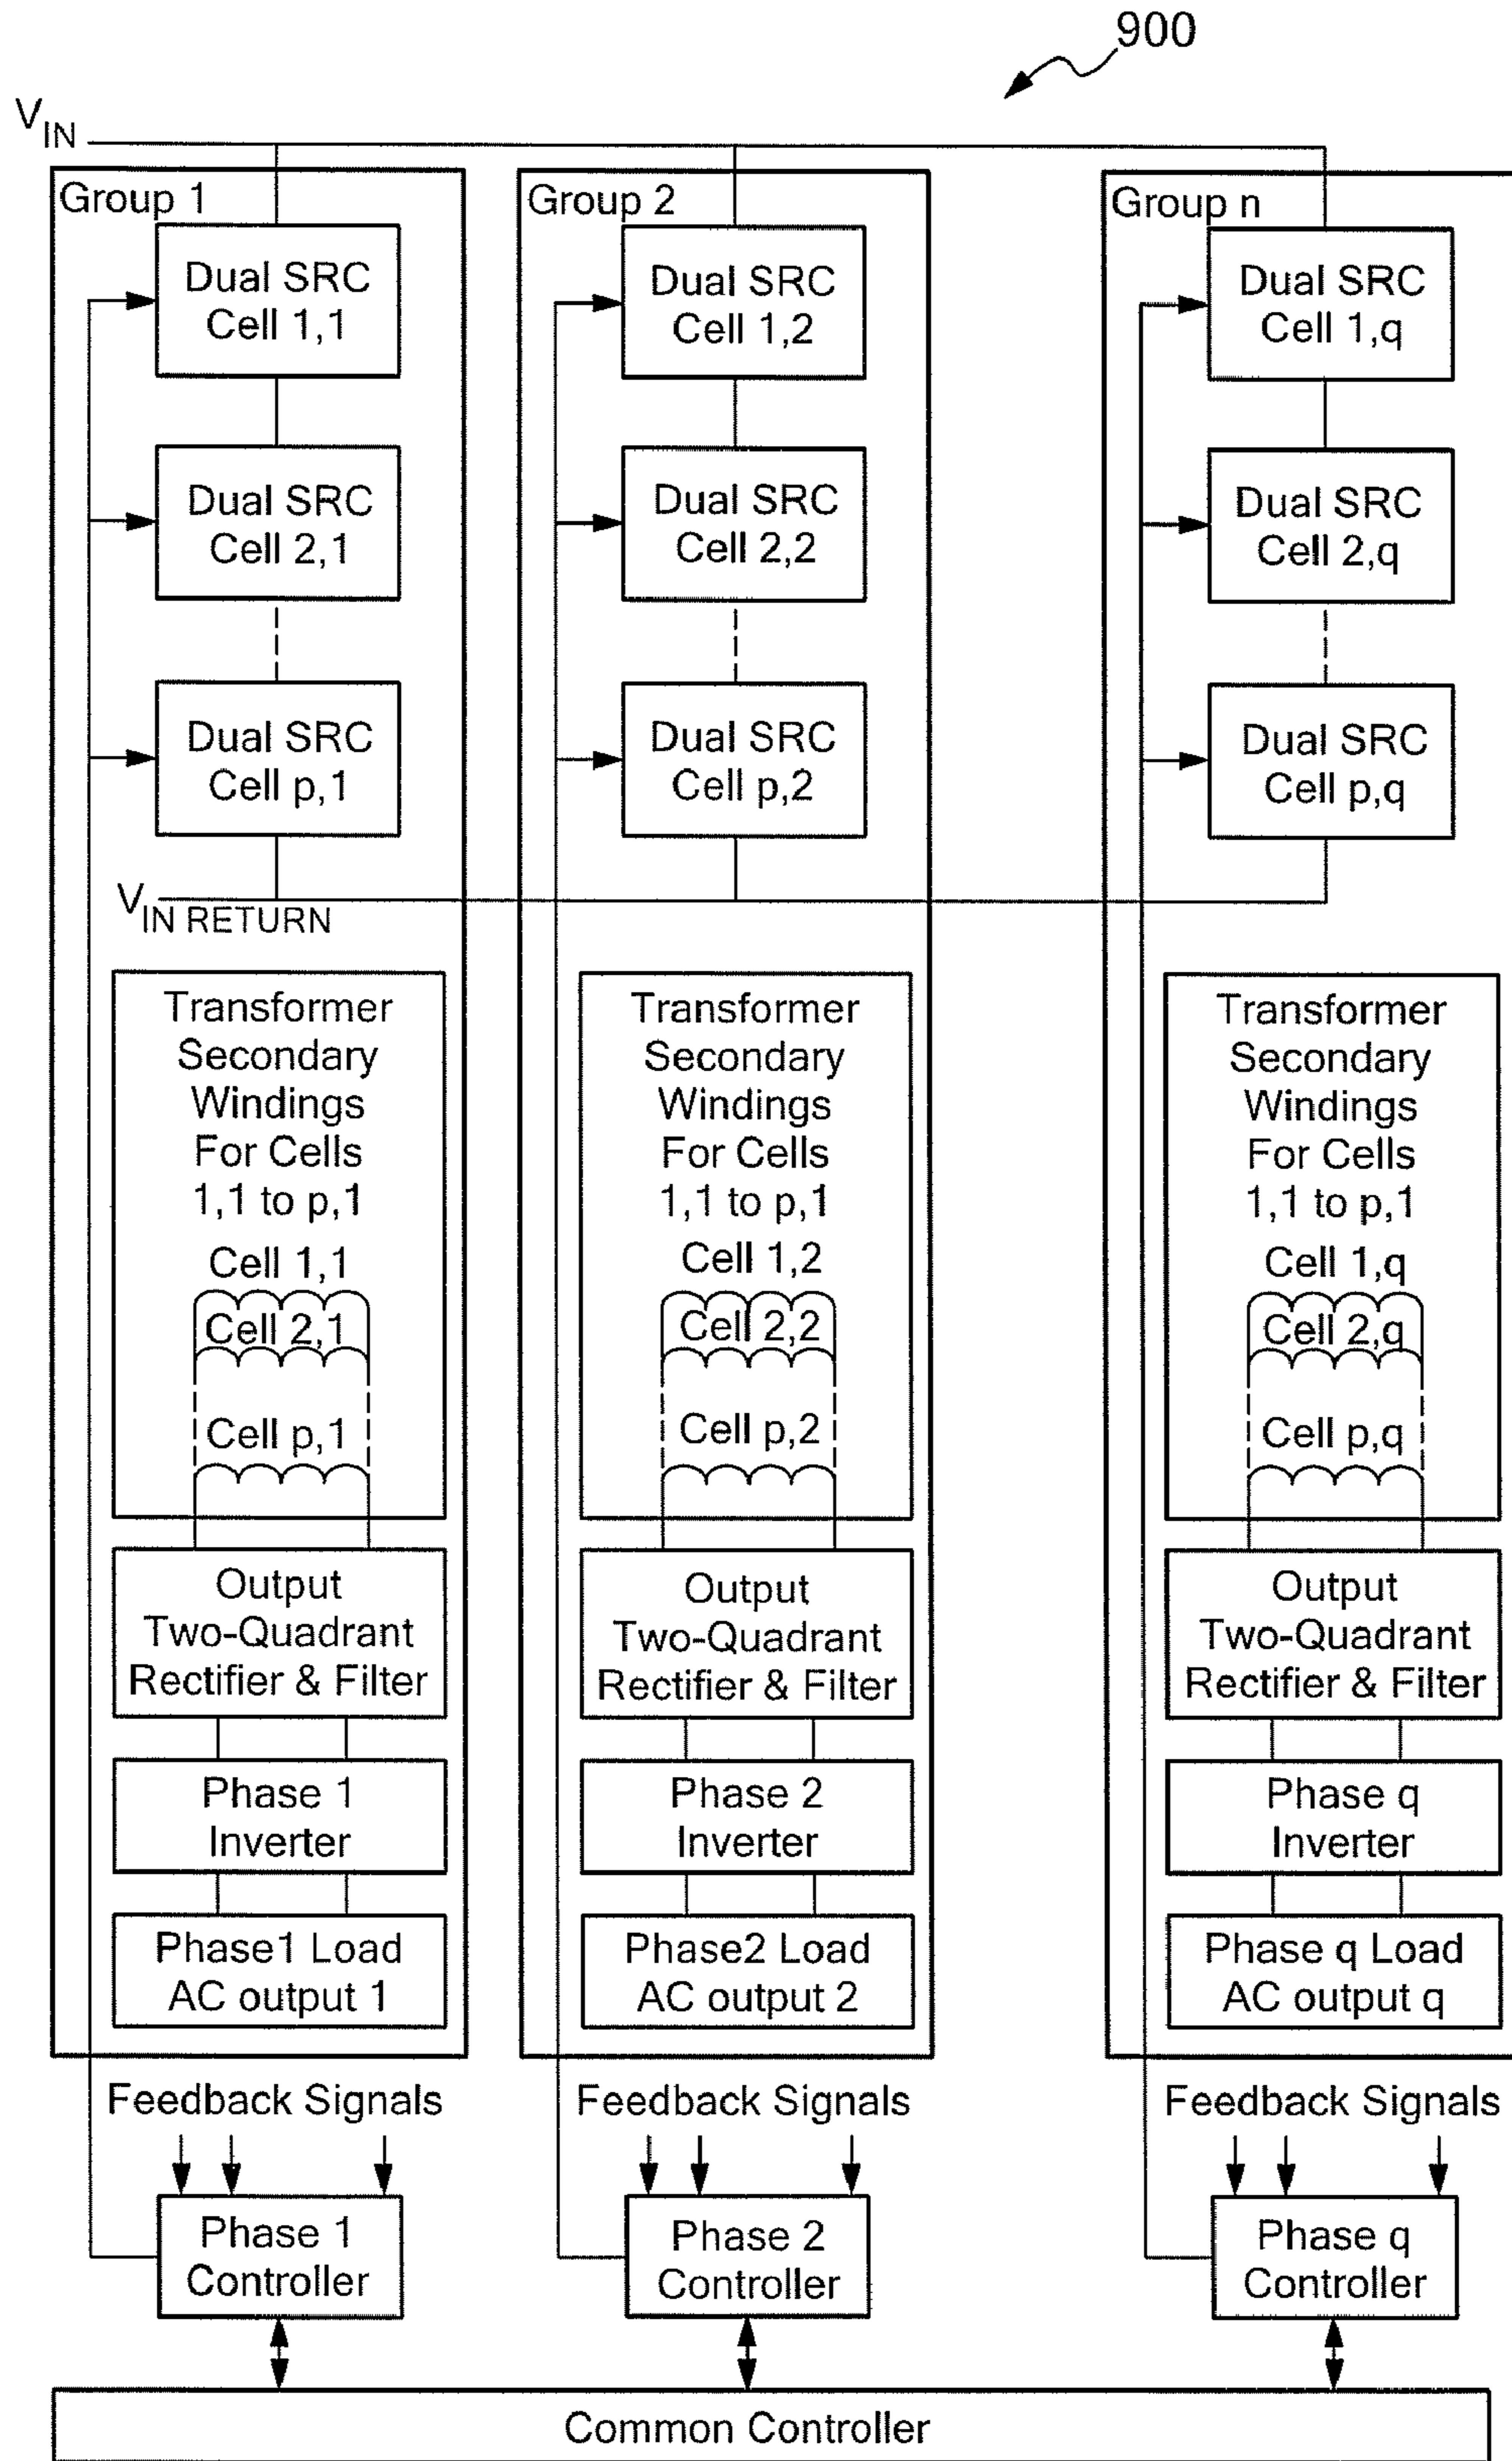 900
V_IN
Group 1
Dual SRC
Cell 1,1
Dual SRC
Cell 2,1
Dual SRC
Cell p,1
Group 2
Dual SRC
Cell 1,2
Dual SRC
Cell 2,2
Dual SRC
Cell p,2
Group n
Dual SRC
Cell 1,q
Dual SRC
Cell 2,q
Dual SRC
Cell p,q
V_IN RETURN
Transformer
Secondary
Windings
For Cells
1,1 to p,1
Cell 1,1
Cell 2,1
Cell p,1
Output
Two-Quadrant
Rectifier & Filter
Phase 1
Inverter
Phase1 Load
AC output 1
Transformer
Secondary
Windings
For Cells
1,1 to p,1
Cell 1,2
Cell 2,2
Cell p,2
Output
Two-Quadrant
Rectifier & Filter
Phase 2
Inverter
Phase2 Load
AC output 2
Transformer
Secondary
Windings
For Cells
1,1 to p,1
Cell 1,q
Cell 2,q
Cell p,q
Output
Two-Quadrant
Rectifier & Filter
Phase q
Inverter
Phase q Load
AC output q
Feedback Signals
Phase 1
Controller
Feedback Signals
Phase 2
Controller
Feedback Signals
Phase q
Controller
Common Controller